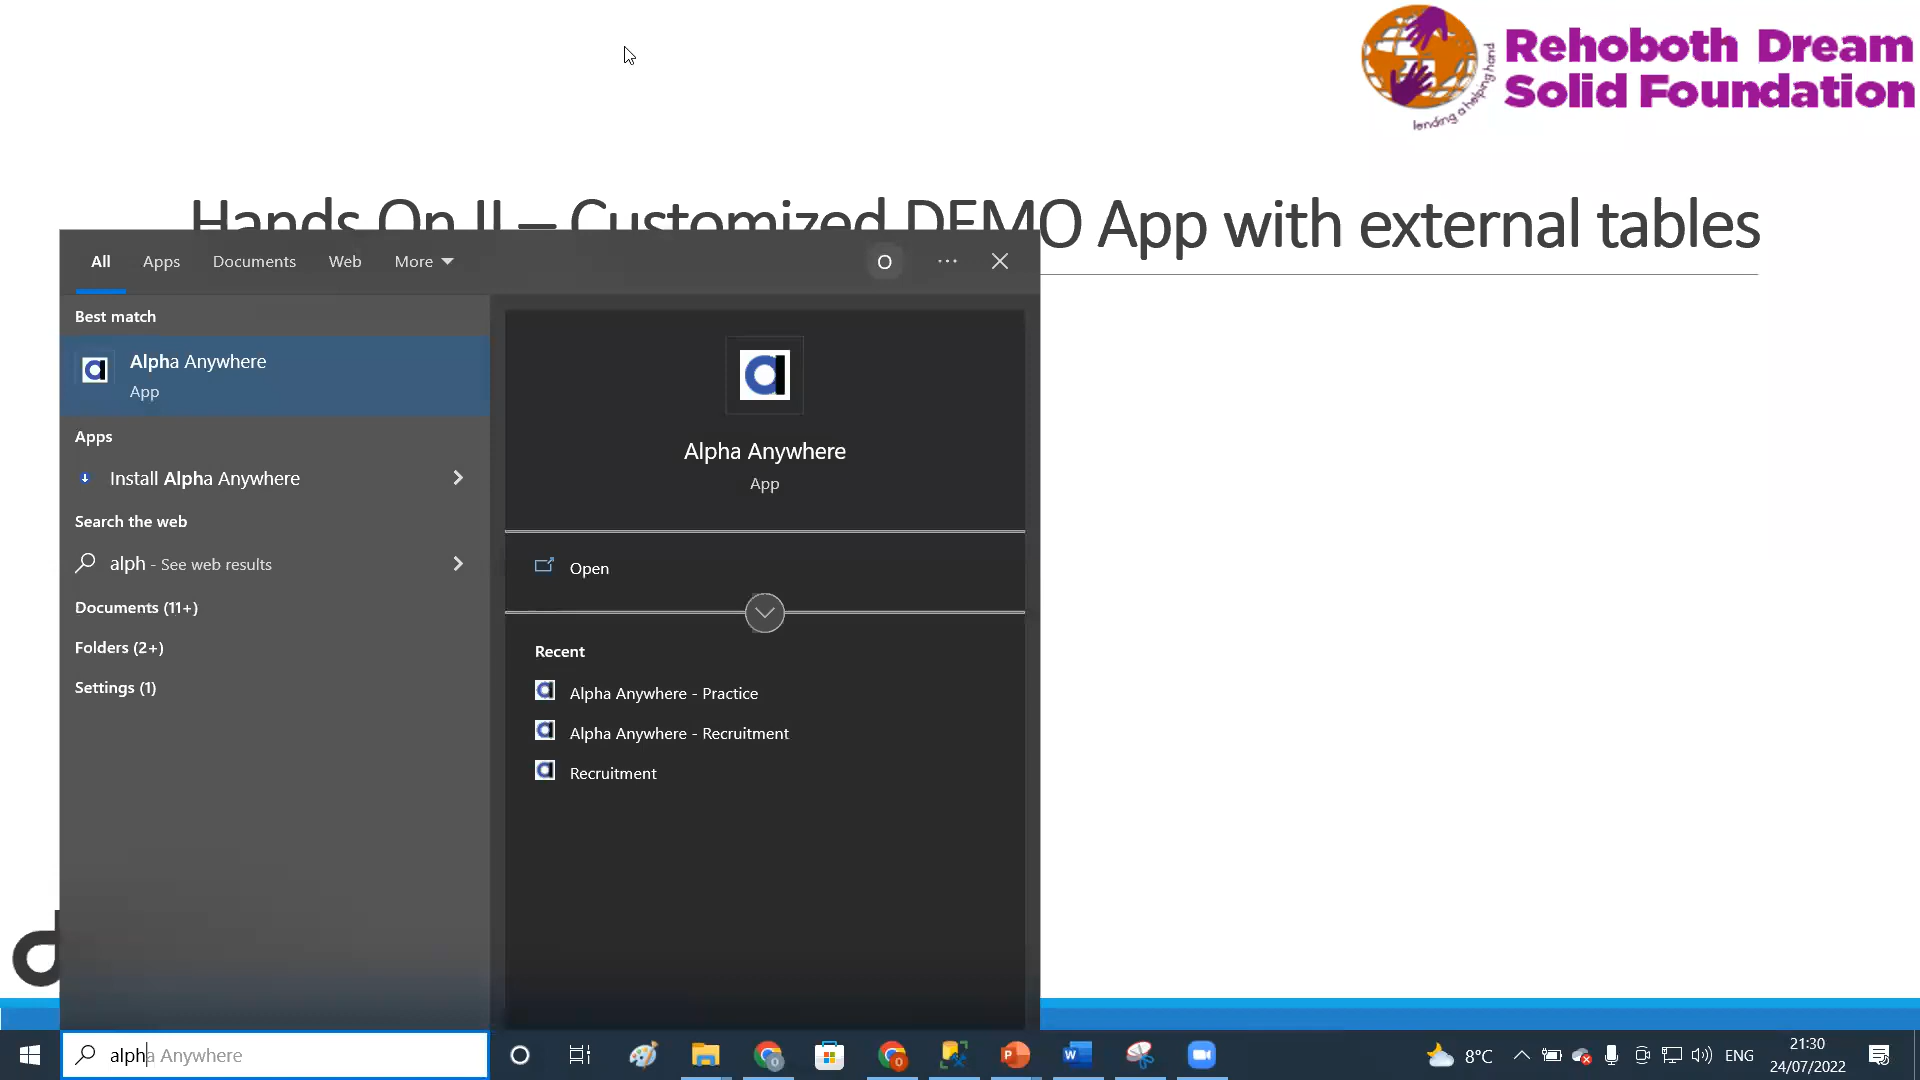 Rehoboth Dream
Solid Foundation
lending a helping hand
Hands On II – Customized DEMO App with external tables
All Apps Documents Web More O ··· 
Best match
Alpha Anywhere
App
Apps
Install Alpha Anywhere
Search the web
alph - See web results
Documents (11+)
Folders (2+)
Settings (1)
Alpha Anywhere
App
Open
Recent
Alpha Anywhere - Practice
Alpha Anywhere - Recruitment
Recruitment
alpha Anywhere
8°C ENG 21:30
24/07/2022